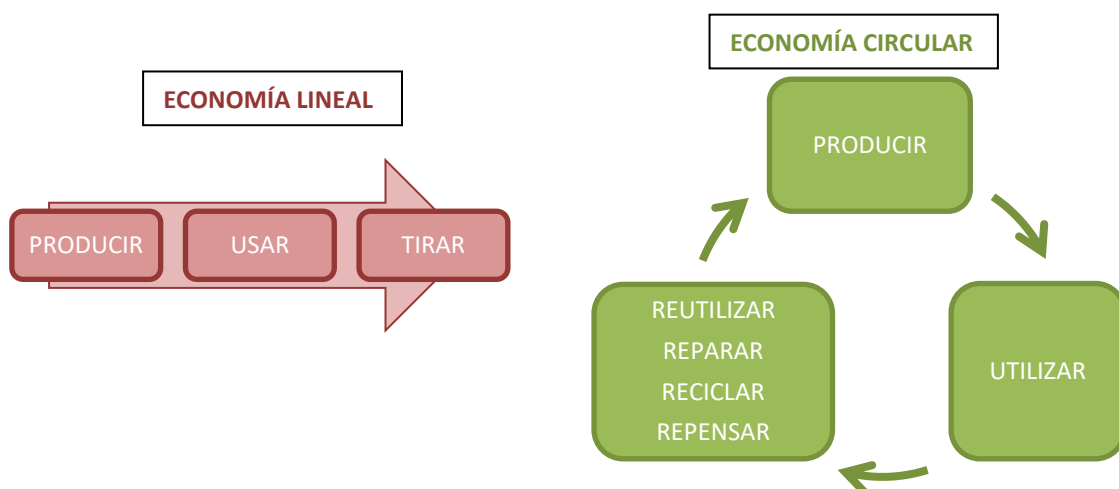 ECONOMÍA LINEAL
PRODUCIR
USAR
TIRAR
ECONOMÍA CIRCULAR
PRODUCIR
UTILIZAR
REUTILIZAR
REPARAR
RECICLAR
REPENSAR